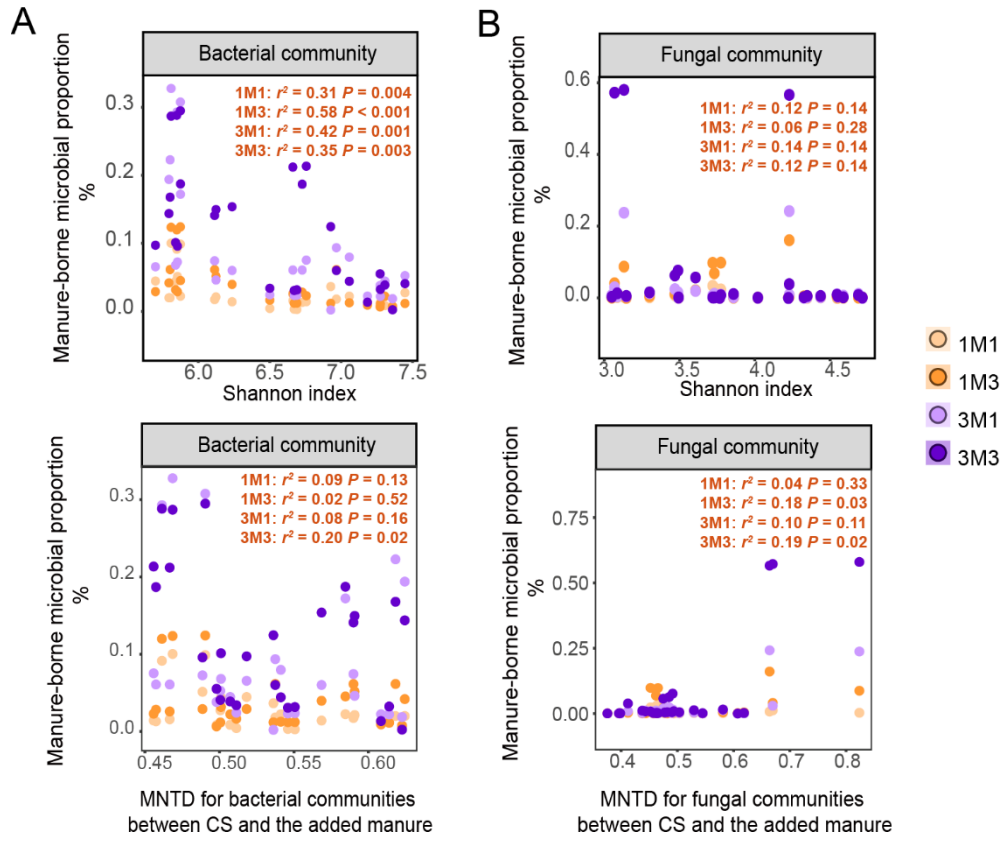 A
Bacterial community
1M1: r² = 0.31 P = 0.004
1M3: r² = 0.58 P < 0.001
3M1: r² = 0.42 P = 0.001
3M3: r² = 0.35 P = 0.003
Manure-borne microbial proportion
%
0.3
0.2
0.1
0.0
6.0 6.5 7.0 7.5
Shannon index
B
Fungal community
1M1: r² = 0.12 P = 0.14
1M3: r² = 0.06 P = 0.28
3M1: r² = 0.14 P = 0.14
3M3: r² = 0.12 P = 0.14
Manure-borne microbial proportion
%
0.6
0.4
0.2
0.0
3.0 3.5 4.0 4.5
Shannon index
1M1
1M3
3M1
3M3
Bacterial community
1M1: r² = 0.09 P = 0.13
1M3: r² = 0.02 P = 0.52
3M1: r² = 0.08 P = 0.16
3M3: r² = 0.20 P = 0.02
Manure-borne microbial proportion
%
0.3
0.2
0.1
0.0
0.45 0.50 0.55 0.60
MNTD for bacterial communities
between CS and the added manure
Fungal community
1M1: r² = 0.04 P = 0.33
1M3: r² = 0.18 P = 0.03
3M1: r² = 0.10 P = 0.11
3M3: r² = 0.19 P = 0.02
Manure-borne microbial proportion
%
0.75
0.50
0.25
0.00
0.4 0.5 0.6 0.7 0.8
MNTD for fungal communities
between CS and the added manure